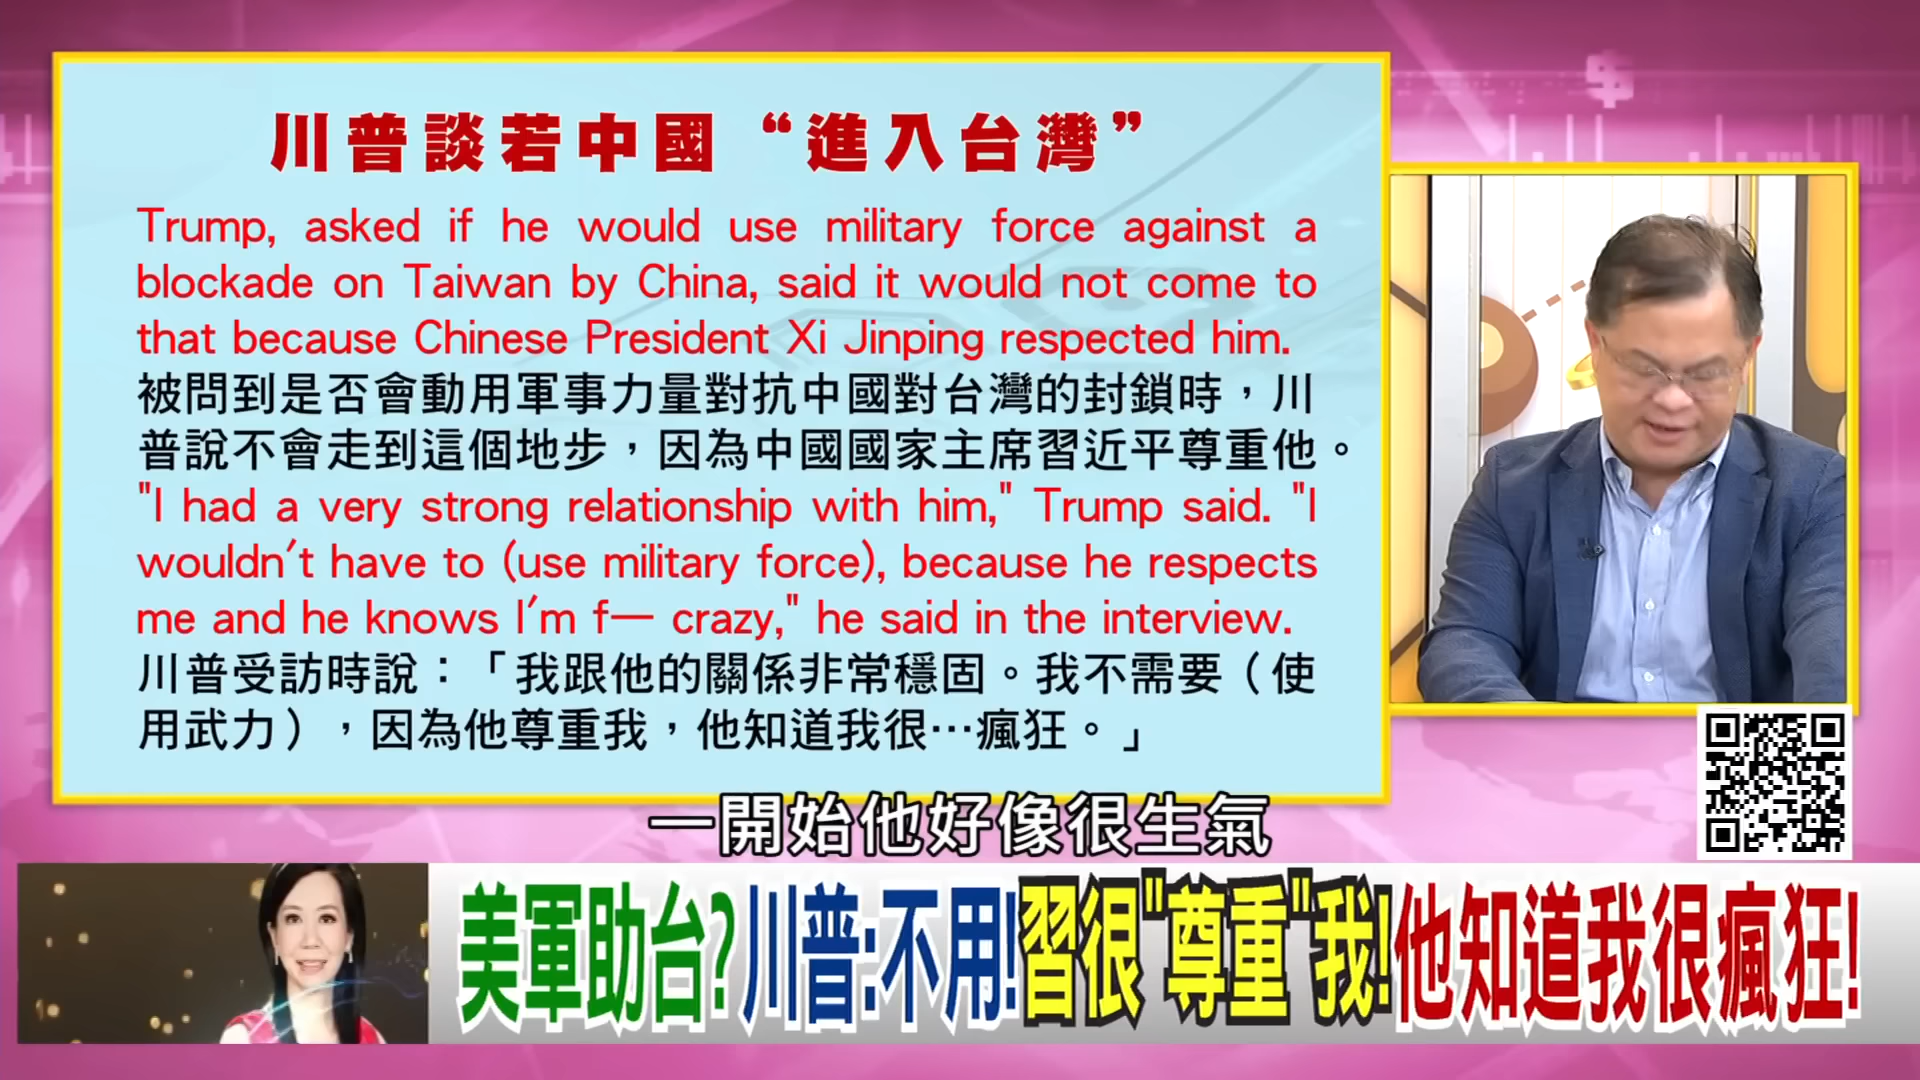 川普談若中國“進入台灣”
Trump, asked if he would use military force against a
blockade on Taiwan by China, said it would not come to
that because Chinese President Xi Jinping respected him.
被問到是否會動用軍事力量對抗中國對台灣的封鎖時，川
普說不會走到這個地步，因為中國國家主席習近平尊重他。
"I had a very strong relationship with him," Trump said. "I
wouldn't have to (use military force), because he respects
me and he knows I'm f— crazy," he said in the interview.
川普受訪時說：「我跟他的關係非常穩固。我不需要（使
用武力），因為他尊重我，他知道我很…瘋狂。」
一開始他好像很生氣
美軍助台?川普:不用!習很"尊重"我!他知道我很瘋狂!